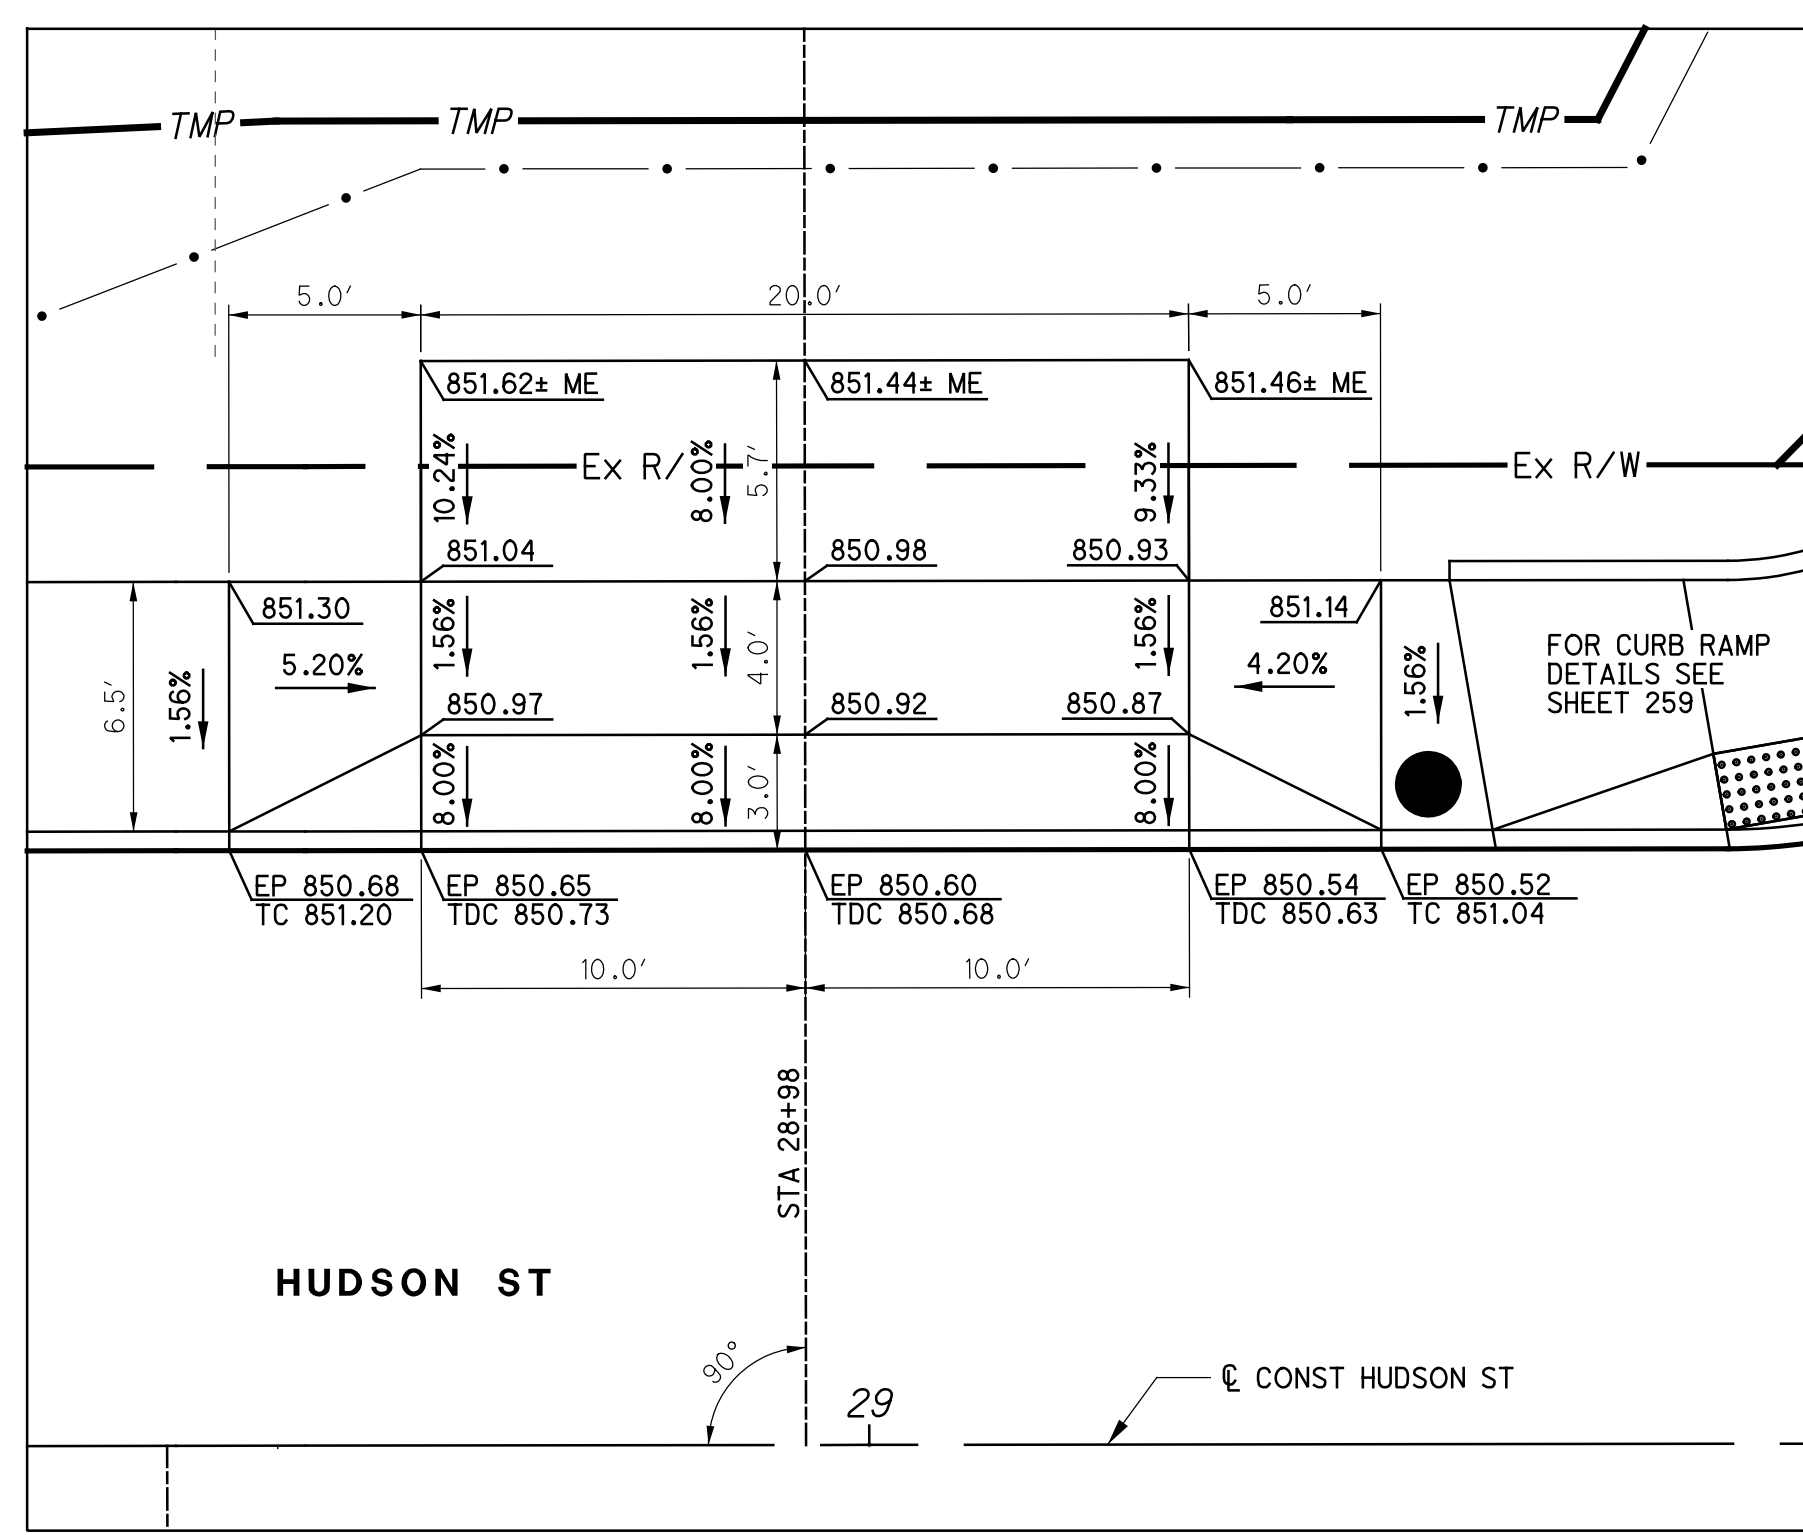 TMP TMP TMP
5.0' 20.0' 5.0'
851.62± ME 851.44± ME 851.46± ME
10.24% 8.00% 5.7' 9.33%
Ex R/ Ex R/W
851.04 850.98 850.93
851.30 851.14
1.56% 1.56% 4.0' 1.56%
FOR CURB RAMP
DETAILS SEE
SHEET 259
5.20% 4.20%
6.5' 1.56% 1.56%
850.97 850.92 850.87
8.00% 8.00% 3.0' 8.00%
EP 850.68 EP 850.65 EP 850.60 EP 850.54 EP 850.52
TC 851.20 TDC 850.73 TDC 850.68 TDC 850.63 TC 851.04
10.0' 10.0'
STA 28+98
HUDSON ST
90°
29
℄ CONST HUDSON ST